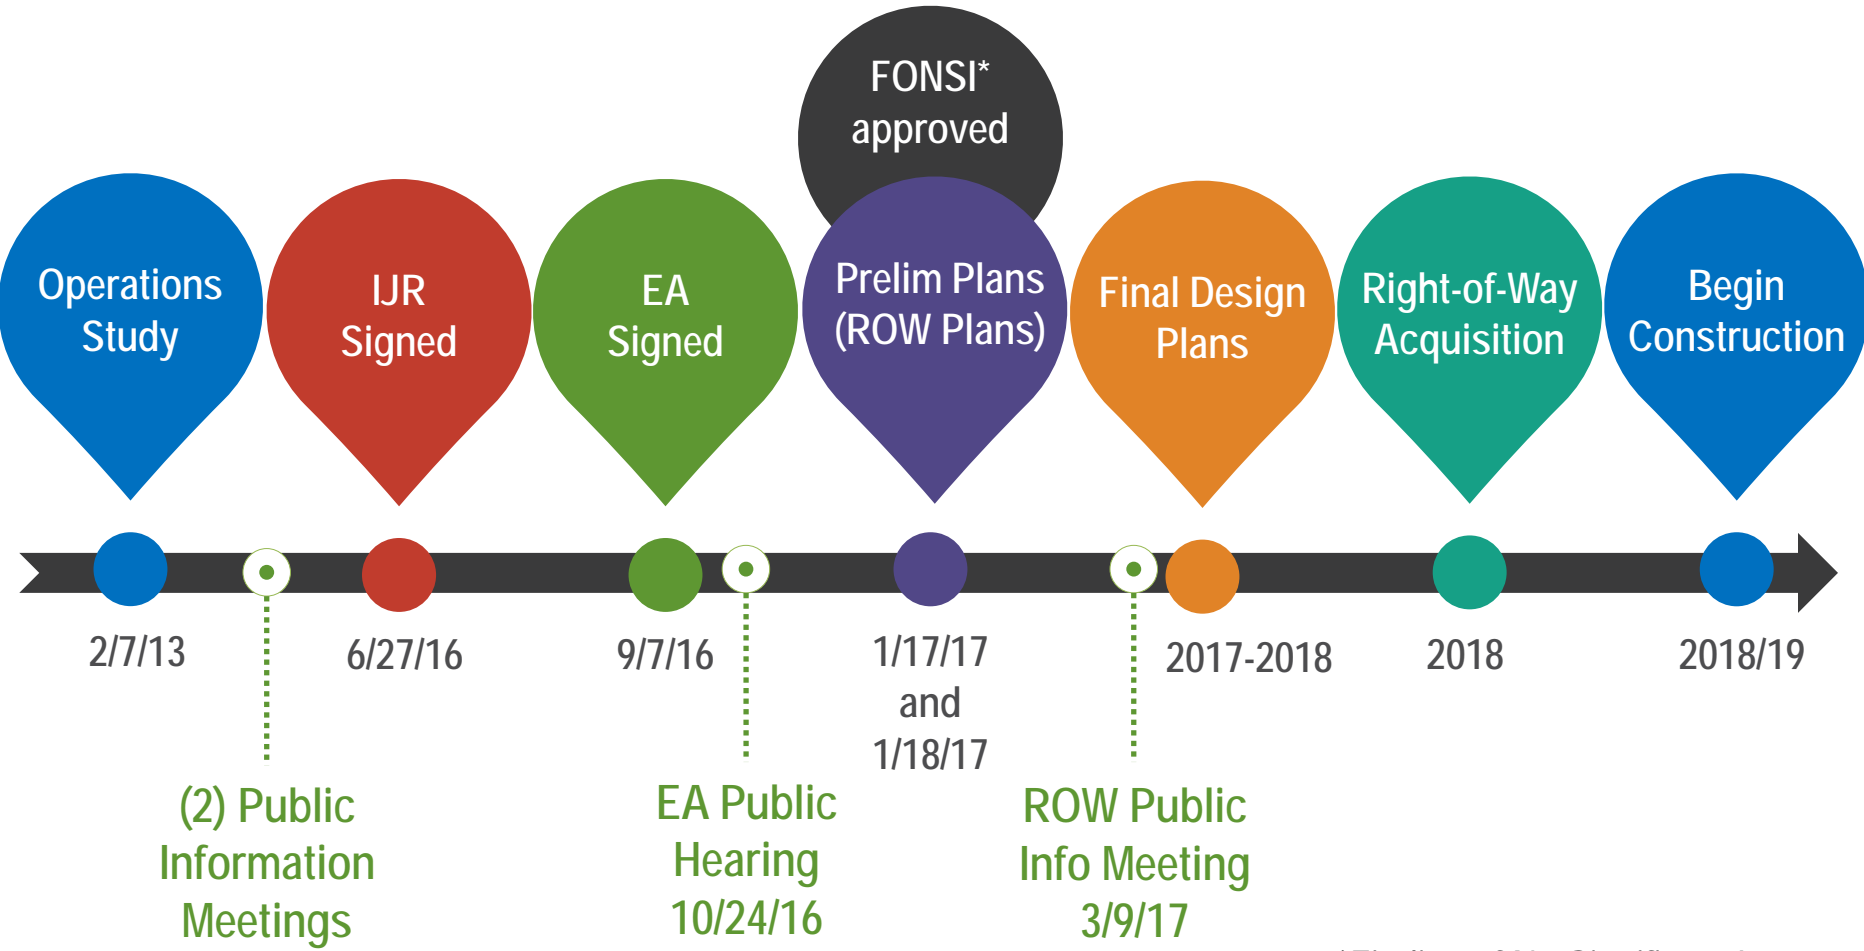 FONSI*
approved
Operations
Study
IJR
Signed
EA
Signed
Prelim Plans
(ROW Plans)
Final Design
Plans
Right-of-Way
Acquisition
Begin
Construction
2/7/13
6/27/16
9/7/16
1/17/17
and
1/18/17
2017-2018
2018
2018/19
(2) Public
Information
Meetings
EA Public
Hearing
10/24/16
ROW Public
Info Meeting
3/9/17